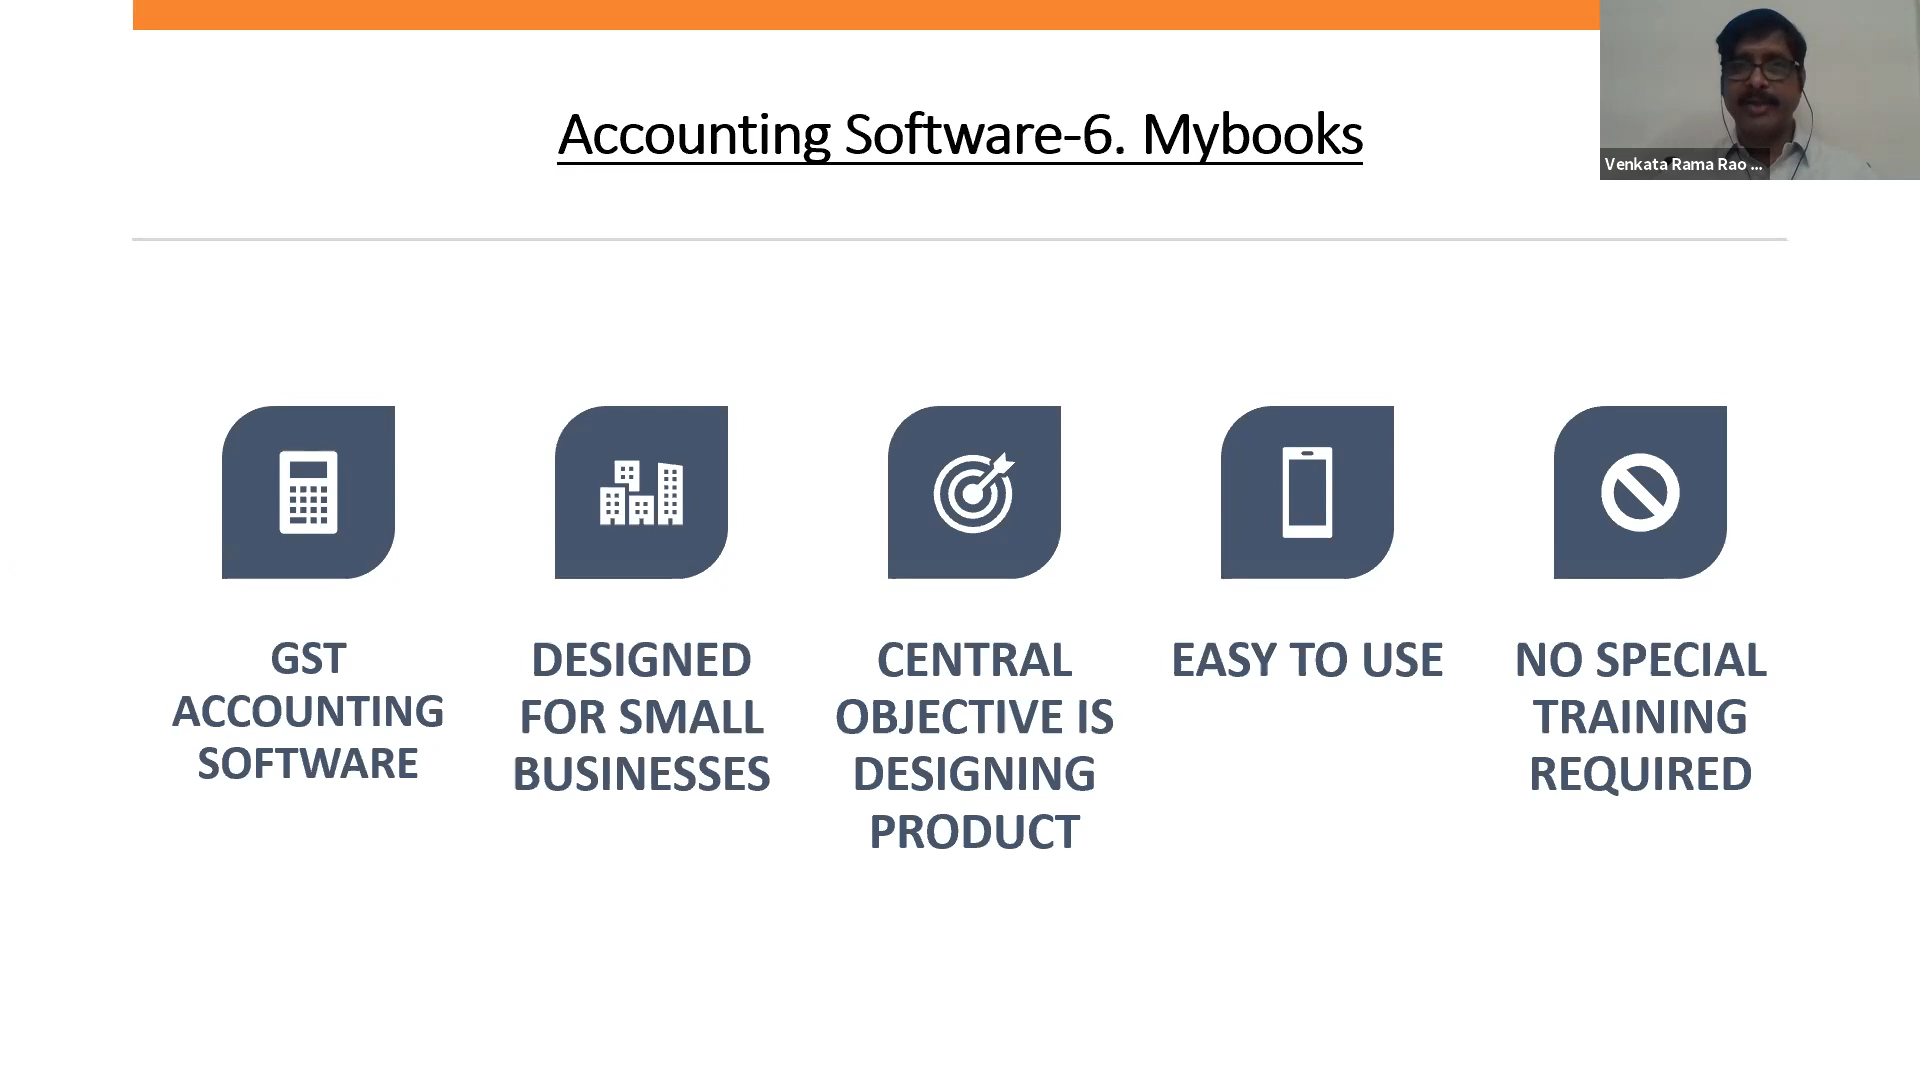 Accounting Software-6. Mybooks
Venkata Rama Rao ...
GST
ACCOUNTING
SOFTWARE
DESIGNED
FOR SMALL
BUSINESSES
CENTRAL
OBJECTIVE IS
DESIGNING
PRODUCT
EASY TO USE
NO SPECIAL
TRAINING
REQUIRED